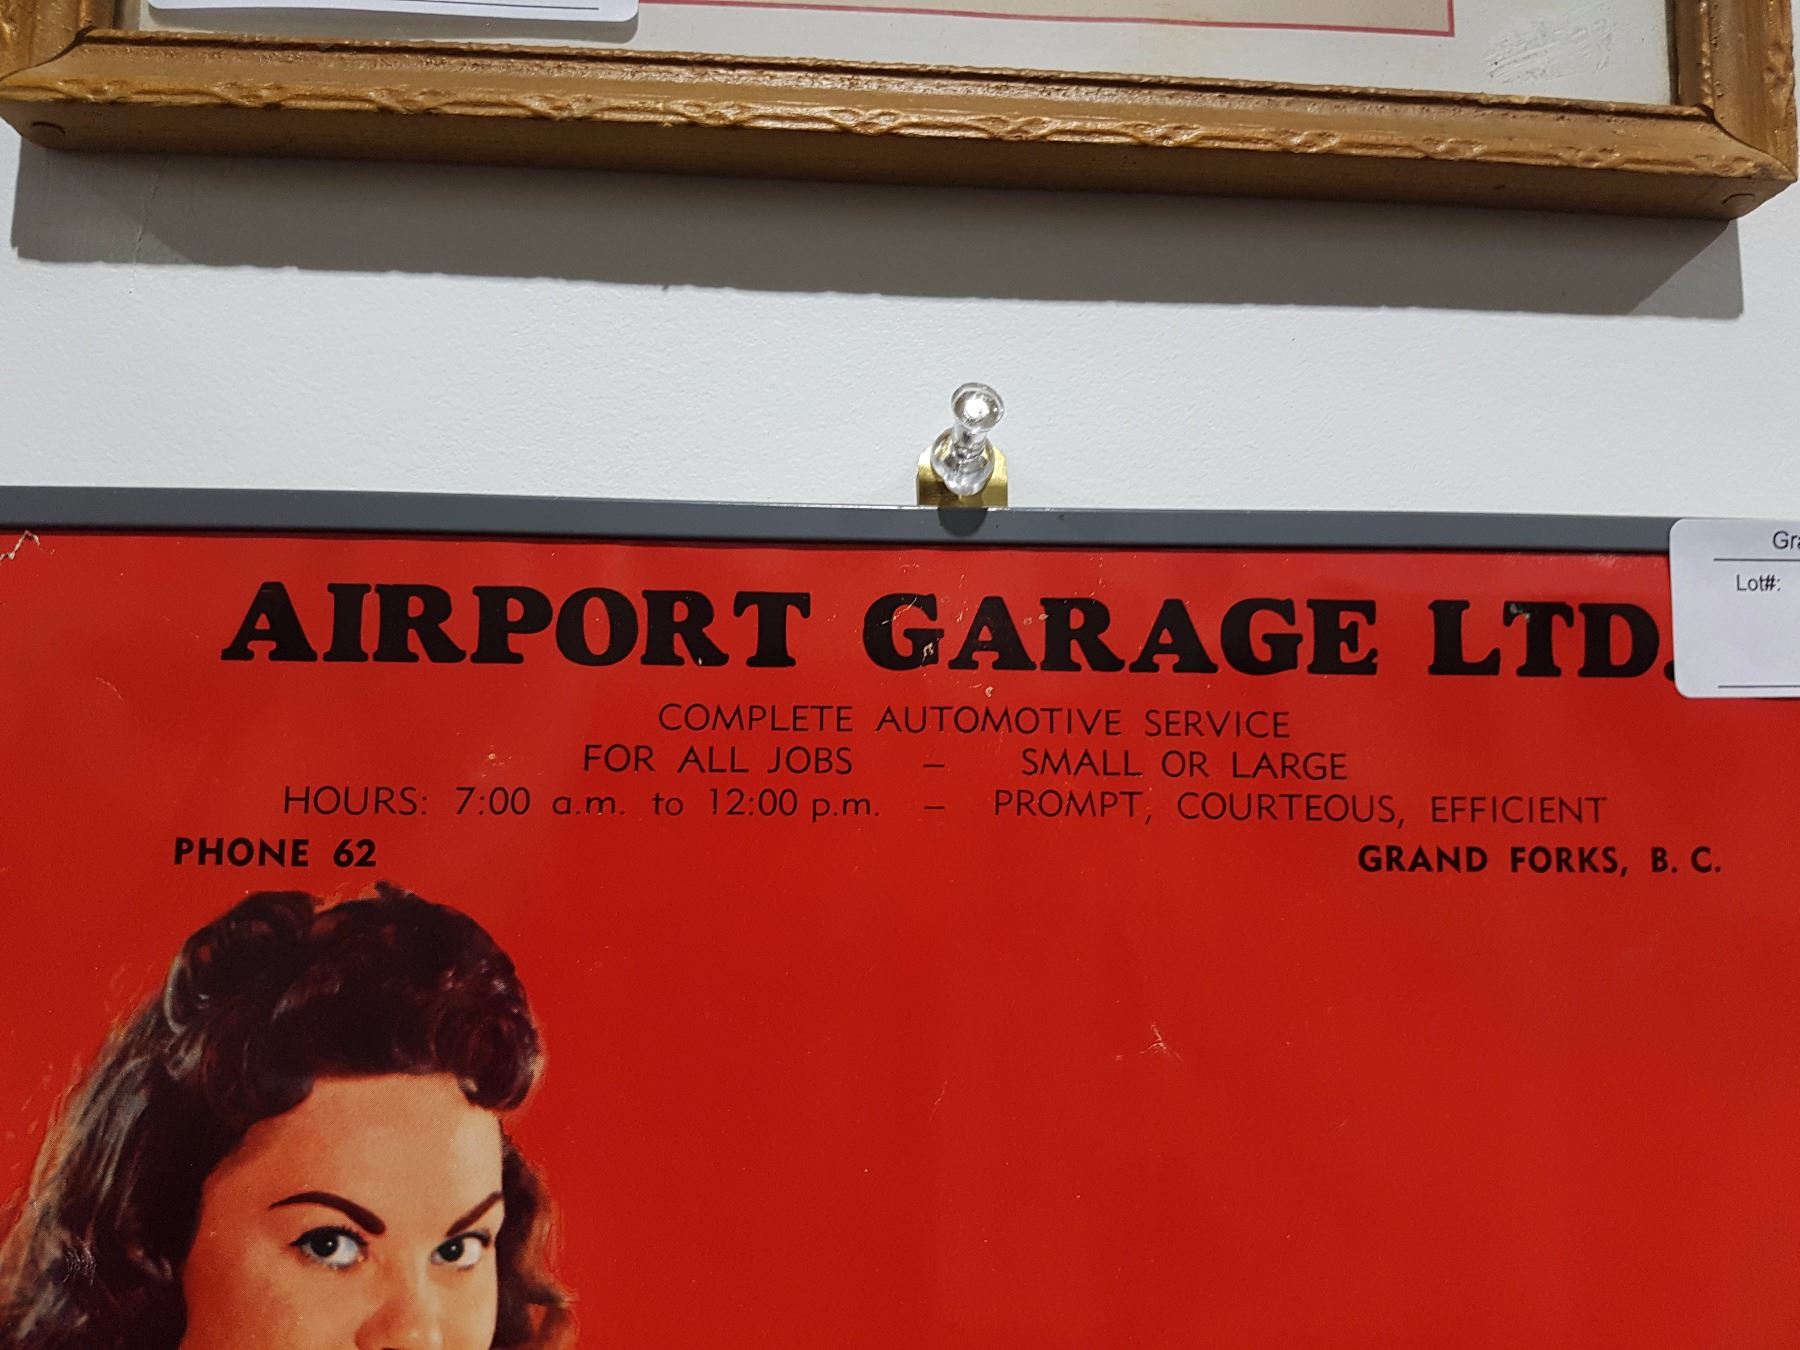 AIRPORT GARAGE LTD.
COMPLETE AUTOMOTIVE SERVICE
FOR ALL JOBS – SMALL OR LARGE
HOURS: 7:00 a.m. to 12:00 p.m. – PROMPT, COURTEOUS, EFFICIENT
PHONE 62
GRAND FORKS, B. C.
Lot#: